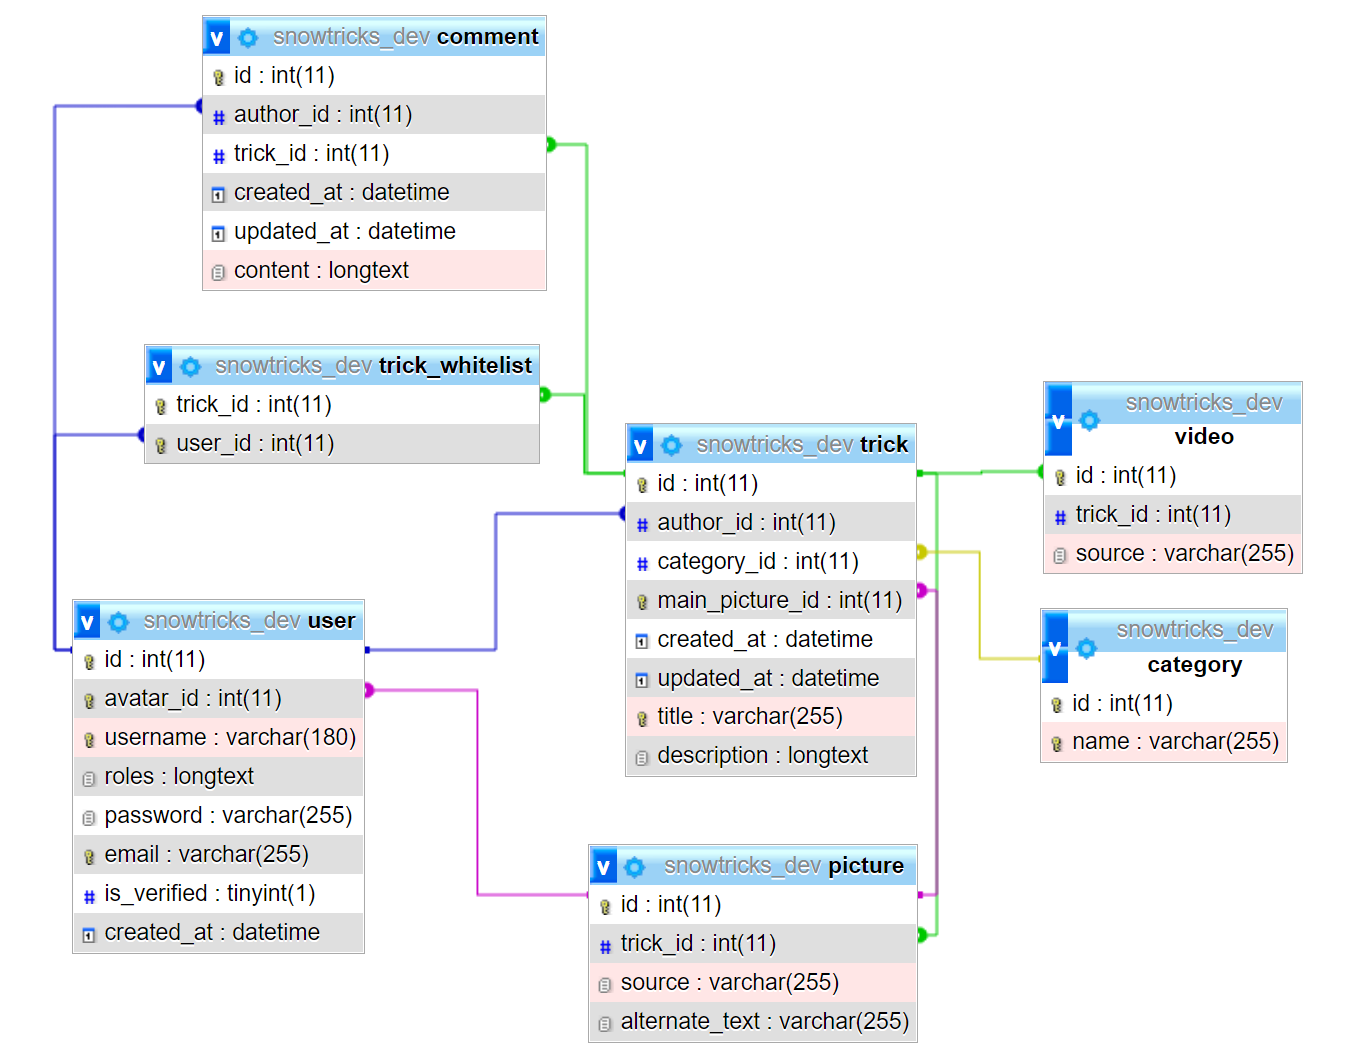 v snowtricks_dev comment
id : int(11)
# author_id : int(11)
# trick_id : int(11)
created_at : datetime
updated_at : datetime
content : longtext
v snowtricks_dev trick_whitelist
trick_id : int(11)
user_id : int(11)
v snowtricks_dev trick
id : int(11)
# author_id : int(11)
# category_id : int(11)
main_picture_id : int(11)
created_at : datetime
updated_at : datetime
title : varchar(255)
description : longtext
v snowtricks_dev
video
id : int(11)
# trick_id : int(11)
source : varchar(255)
v snowtricks_dev
category
id : int(11)
name : varchar(255)
v snowtricks_dev user
id : int(11)
avatar_id : int(11)
username : varchar(180)
roles : longtext
password : varchar(255)
email : varchar(255)
# is_verified : tinyint(1)
created_at : datetime
v snowtricks_dev picture
id : int(11)
# trick_id : int(11)
source : varchar(255)
alternate_text : varchar(255)